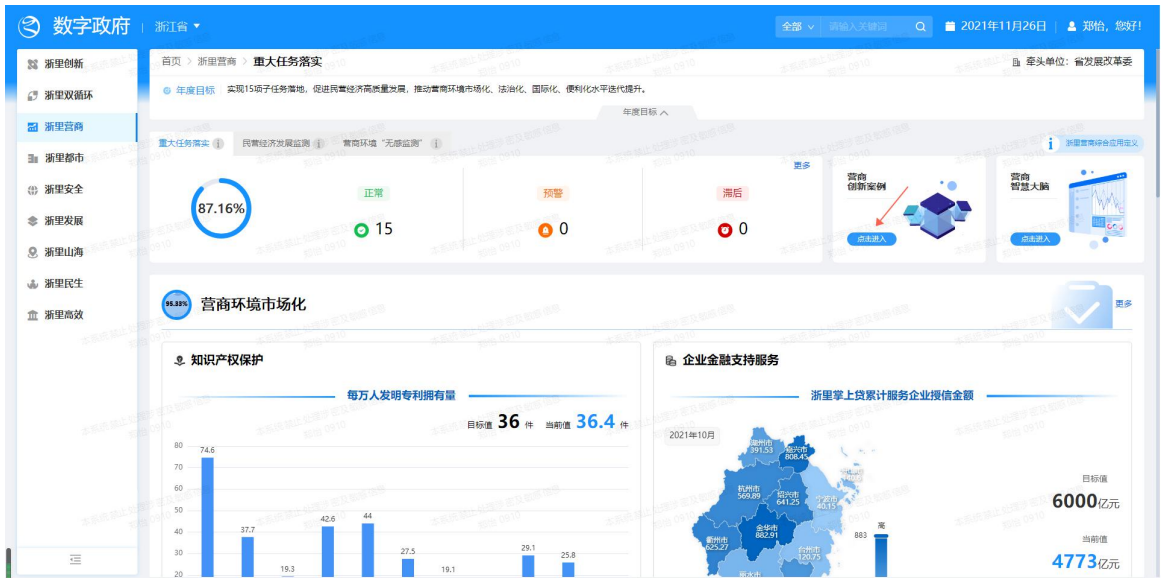 数字政府 浙江省
全部 请输入关键词 2021年11月26日 郑怡，您好!
浙里创新
浙里双循环
浙里营商
浙里都市
浙里安全
浙里发展
浙里山海
浙里民生
浙里高效
首页 > 浙里营商 > 重大任务落实
牵头单位：省发展改革委
年度目标 实现15项子任务落地，促进民营经济高质量发展，推动营商环境市场化、法治化、国际化、便利化水平迭代提升。
年度目标
重大任务落实 民营经济发展监测 营商环境“无感监测”
浙里营商综合应用定义
更多
87.16%
正常
15
预警
0
滞后
0
营商
创新案例
点击进入
营商
智慧大脑
点击进入
95.38% 营商环境市场化
更多
知识产权保护
每万人发明专利拥有量
目标值 36 件 当前值 36.4 件
80
70
60
50
40
30
20
74.6
37.7
19.3
42.6
44
27.5
19.1
29.1
25.8
企业金融支持服务
浙里掌上贷累计服务企业授信金额
2021年10月
湖州市
391.53
嘉兴市
808.45
杭州市
569.89
绍兴市
641.25
宁波市
40.15
金华市
882.91
衢州市
625.27
台州市
120.75
丽水市
高
883
目标值
6000亿元
当前值
4773亿元